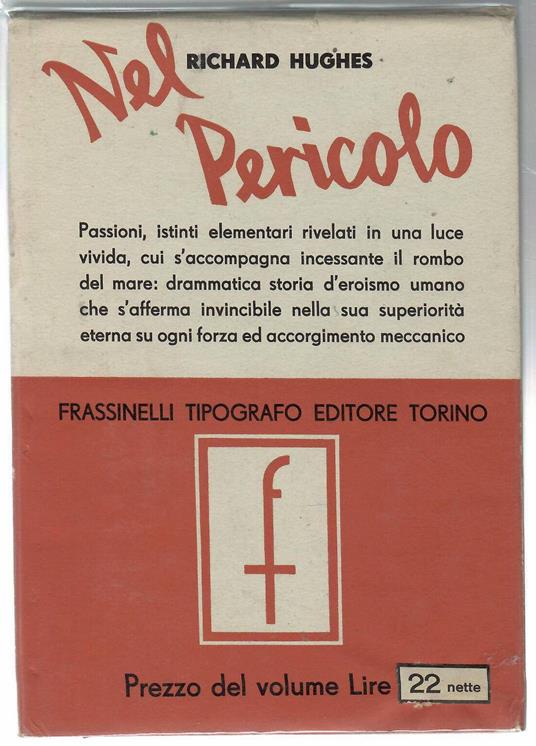 RICHARD HUGHES
Nel
Pericolo
Passioni, istinti elementari rivelati in una luce
vivida, cui s'accompagna incessante il rombo
del mare: drammatica storia d'eroismo umano
che s'afferma invincibile nella sua superiorità
eterna su ogni forza ed accorgimento meccanico
FRASSINELLI TIPOGRAFO EDITORE TORINO
f
Prezzo del volume Lire 22 nette